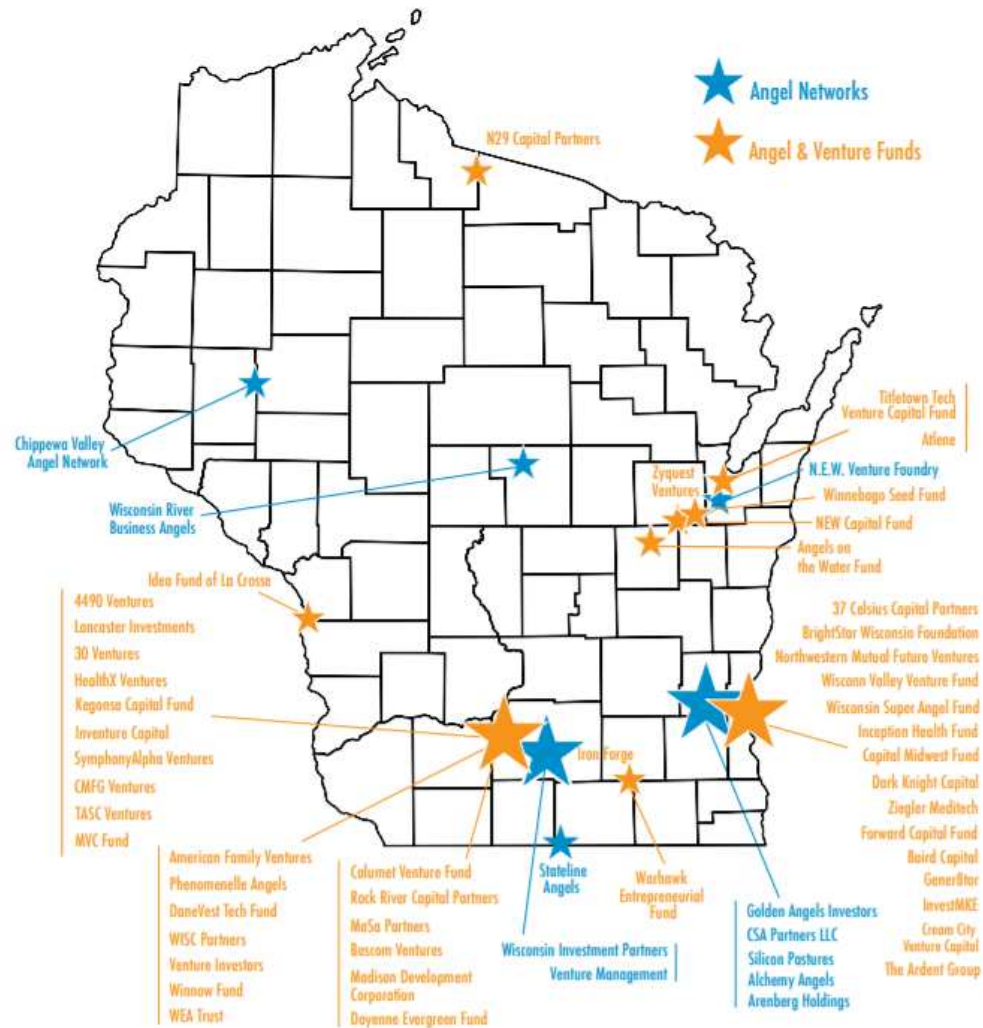 Angel Networks
Angel & Venture Funds
N29 Capital Partners
Chippewa Valley
Angel Network
Wisconsin River
Business Angels
Titletown Tech
Venture Capital Fund
Atlene
N.E.W. Venture Foundry
Zyquest
Ventures
Winnebago Seed Fund
NEW Capital Fund
Angels on
the Water Fund
Idea Fund of La Crosse
4490 Ventures
Lancaster Investments
30 Ventures
HealthX Ventures
Kegonsa Capital Fund
Inventure Capital
SymphonyAlpha Ventures
CMFG Ventures
TASC Ventures
MVC Fund
American Family Ventures
Phenomenelle Angels
DaneVest Tech Fund
WISC Partners
Venture Investors
Winnow Fund
WEA Trust
Calumet Venture Fund
Rock River Capital Partners
MaSa Partners
Bescom Ventures
Madison Development
Corporation
Dayenne Evergreen Fund
Iron Forge
Stateline
Angels
Wisconsin Investment Partners
Venture Management
Warhawk
Entrepreneurial
Fund
Golden Angels Investors
CSA Partners LLC
Silicon Pastures
Alchemy Angels
Arenberg Holdings
37 Celsius Capital Partners
BrightStar Wisconsin Foundation
Northwestern Mutual Future Ventures
Wisconn Valley Venture Fund
Wisconsin Super Angel Fund
Inception Health Fund
Capital Midwest Fund
Dark Knight Capital
Ziegler Meditech
Forward Capital Fund
Baird Capital
Gener8tor
InvestMKE
Cream City
Venture Capital
The Ardent Group